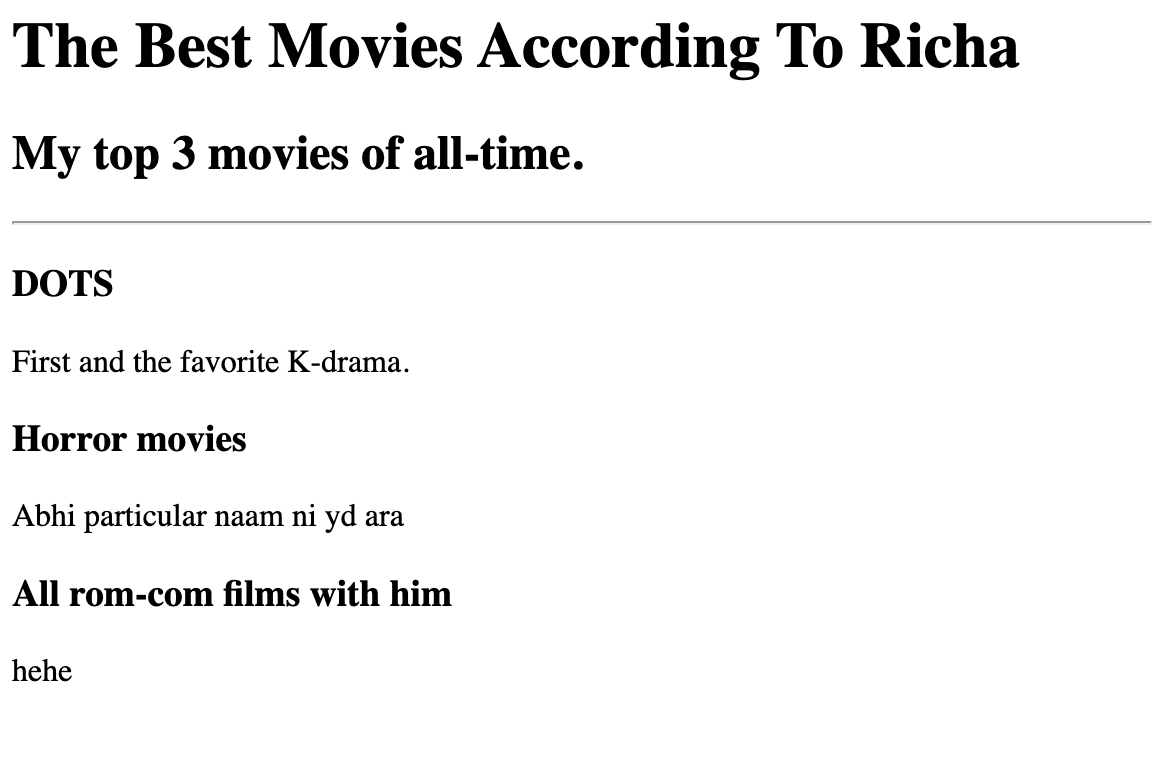 The Best Movies According To Richa
My top 3 movies of all-time.
DOTS
First and the favorite K-drama.
Horror movies
Abhi particular naam ni yd ara
All rom-com films with him
hehe